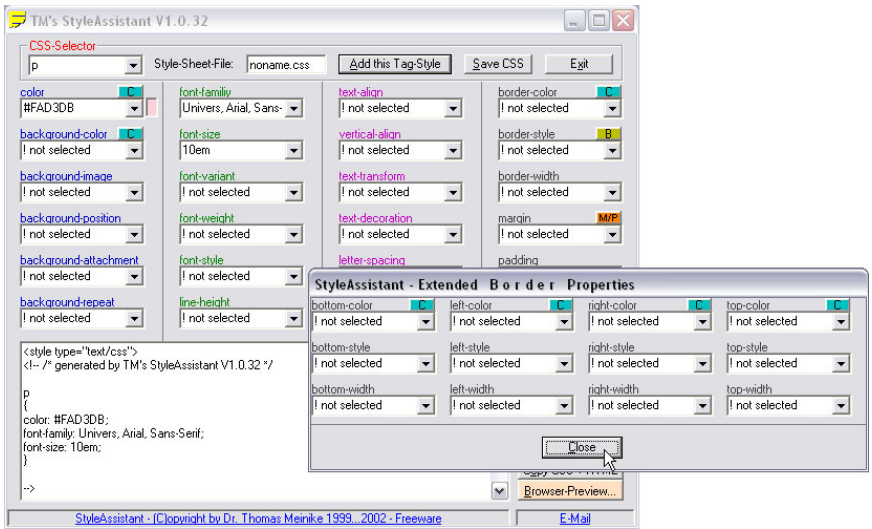 TM's StyleAssistant V1.0.32
CSS-Selector
p Style-Sheet-File: noname.css Add this Tag-Style Save CSS Exit
color C font-familiy text-align border-color C
#FAD3DB Univers, Arial, Sans- ! not selected ! not selected
background-color C font-size vertical-align border-style B
! not selected 10em ! not selected ! not selected
background-image font-variant text-transform border-width
! not selected ! not selected ! not selected ! not selected
background-position font-weight text-decoration margin M/P
! not selected ! not selected ! not selected ! not selected
background-attachment font-style letter-spacing padding
! not selected ! not selected
background-repeat line-height
! not selected ! not selected
StyleAssistant - Extended B o r d e r Properties
bottom-color C left-color C right-color C top-color C
! not selected ! not selected ! not selected ! not selected
bottom-style left-style right-style top-style
! not selected ! not selected ! not selected ! not selected
bottom-width left-width right-width top-width
! not selected ! not selected ! not selected ! not selected
Close
<style type="text/css">
<!-- /* generated by TM's StyleAssistant V1.0.32 */
p
{
color: #FAD3DB;
font-family: Univers, Arial, Sans-Serif;
font-size: 10em;
}
-->
Browser-Preview...
StyleAssistant - (C)opyright by Dr. Thomas Meinike 1999...2002 - Freeware E-Mail